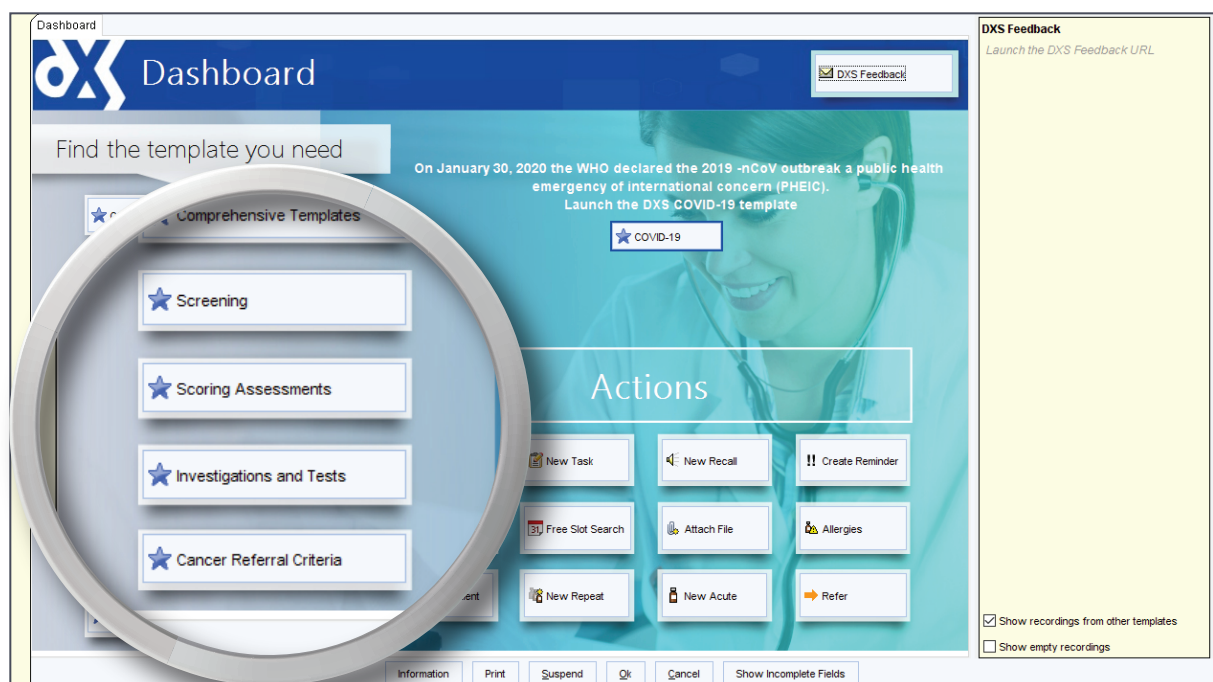 Dashboard
DXS Feedback
Launch the DXS Feedback URL
dXS Dashboard
DXS Feedback
Find the template you need
On January 30, 2020 the WHO declared the 2019 -nCoV outbreak a public health
emergency of international concern (PHEIC).
Launch the DXS COVID-19 template
COVID-19
Comprehensive Templates
Screening
Scoring Assessments
Investigations and Tests
Cancer Referral Criteria
Actions
New Task
New Recall
!! Create Reminder
31 Free Slot Search
Attach File
Allergies
New Repeat
New Acute
Refer
Show recordings from other templates
Show empty recordings
Information
Print
Suspend
Ok
Cancel
Show Incomplete Fields